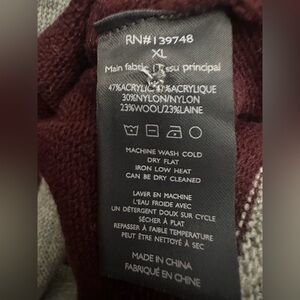 RN#139748
XL
Main fabric principal
47%ACRYLIC/47%ACRYLIQUE
30%NYLON/NYLON
23%WOOL/23%LAINE
MACHINE WASH COLD
DRY FLAT
IRON LOW HEAT
CAN BE DRY CLEANED
LAVER EN MACHINE
L'EAU FROIDE AVEC
UN DÉTERGENT DOUX SUR CYCLE
SÉCHER À PLAT
REPASSER À FAIBLE TEMPÉRATURE
PEUT ÊTRE NETTOYÉ À SEC
MADE IN CHINA
FABRIQUÉ EN CHINE